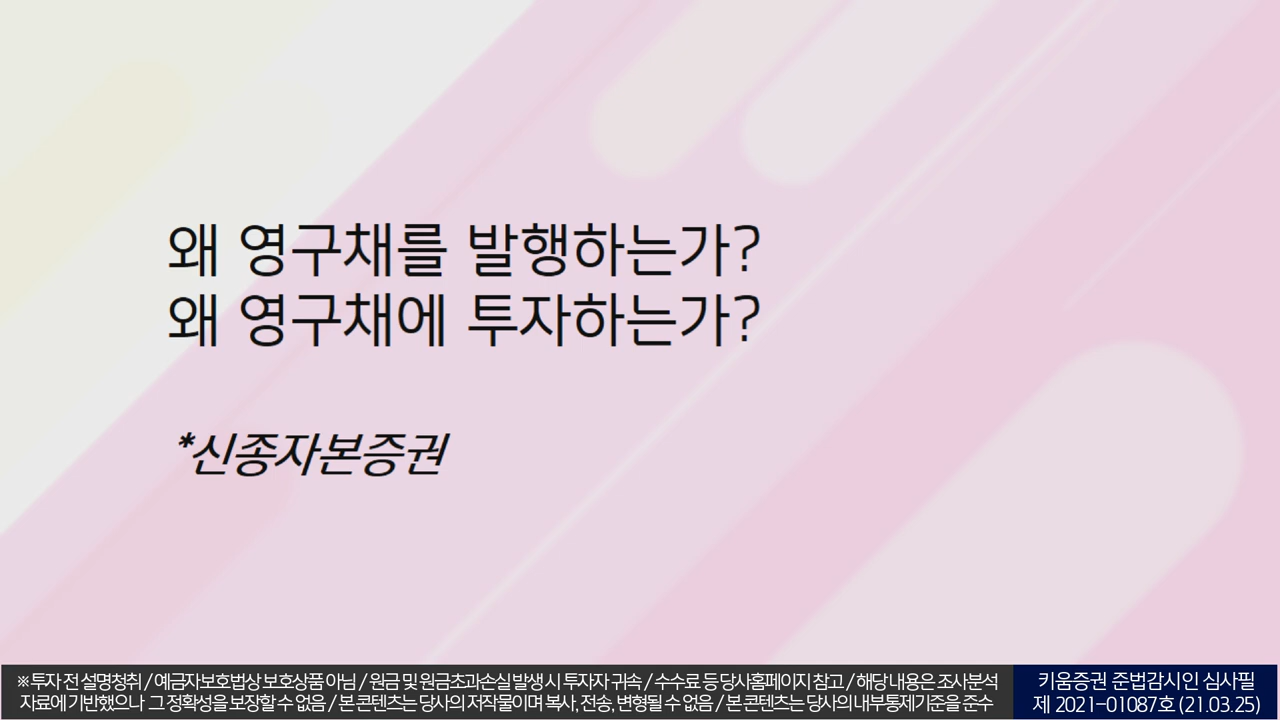 왜 영구채를 발행하는가?
왜 영구채에 투자하는가?
*신종자본증권
※ 투자 전 설명청취 / 예금자보호법상 보호상품 아님 / 원금 및 원금초과손실 발생 시 투자자 귀속 / 수수료 등 당사홈페이지 참고 / 해당 내용은 조사분석
자료에 기반했으나 그 정확성을 보장할 수 없음 / 본 콘텐츠는 당사의 저작물이며 복사, 전송, 변형될 수 없음 / 본 콘텐츠는 당사의 내부통제기준을 준수
키움증권 준법감시인 심사필
제 2021-01087호 (21.03.25)